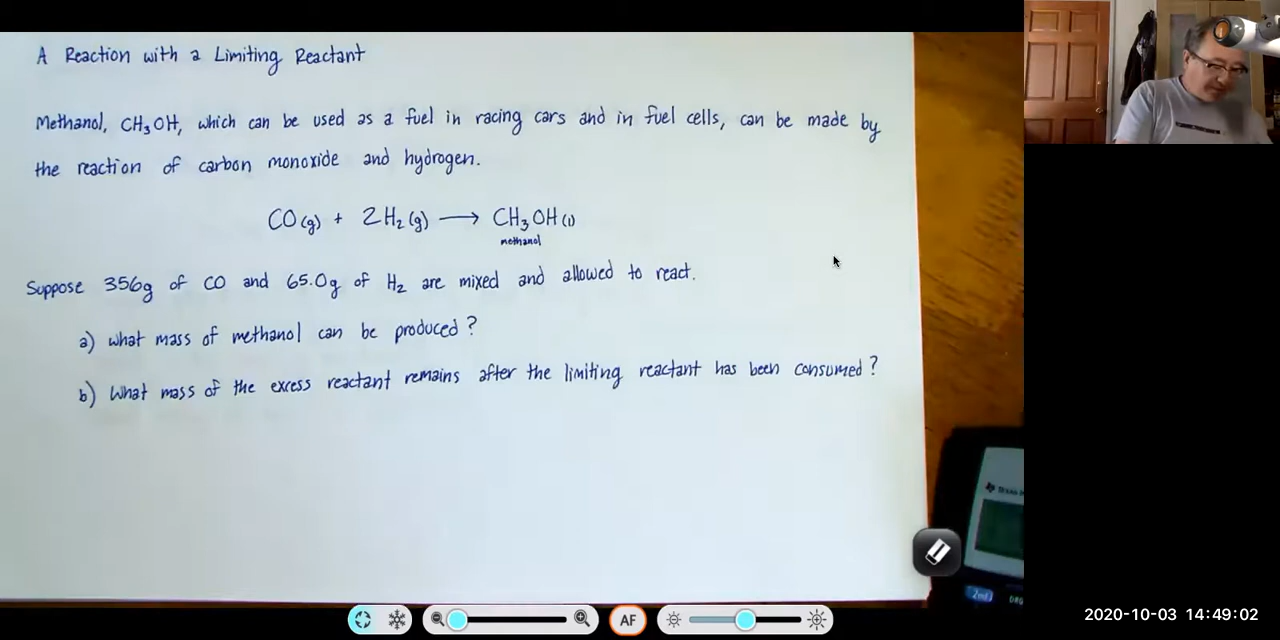 A Reaction with a Limiting Reactant
Methanol, CH₃OH, which can be used as a fuel in racing cars and in fuel cells, can be made by
the reaction of carbon monoxide and hydrogen.
CO(g) + 2H₂(g) ⟶ CH₃OH(l)
methanol
Suppose 356g of CO and 65.0g of H₂ are mixed and allowed to react.
a) What mass of methanol can be produced?
b) What mass of the excess reactant remains after the limiting reactant has been consumed?
2nd
AF
2020-10-03 14:49:02